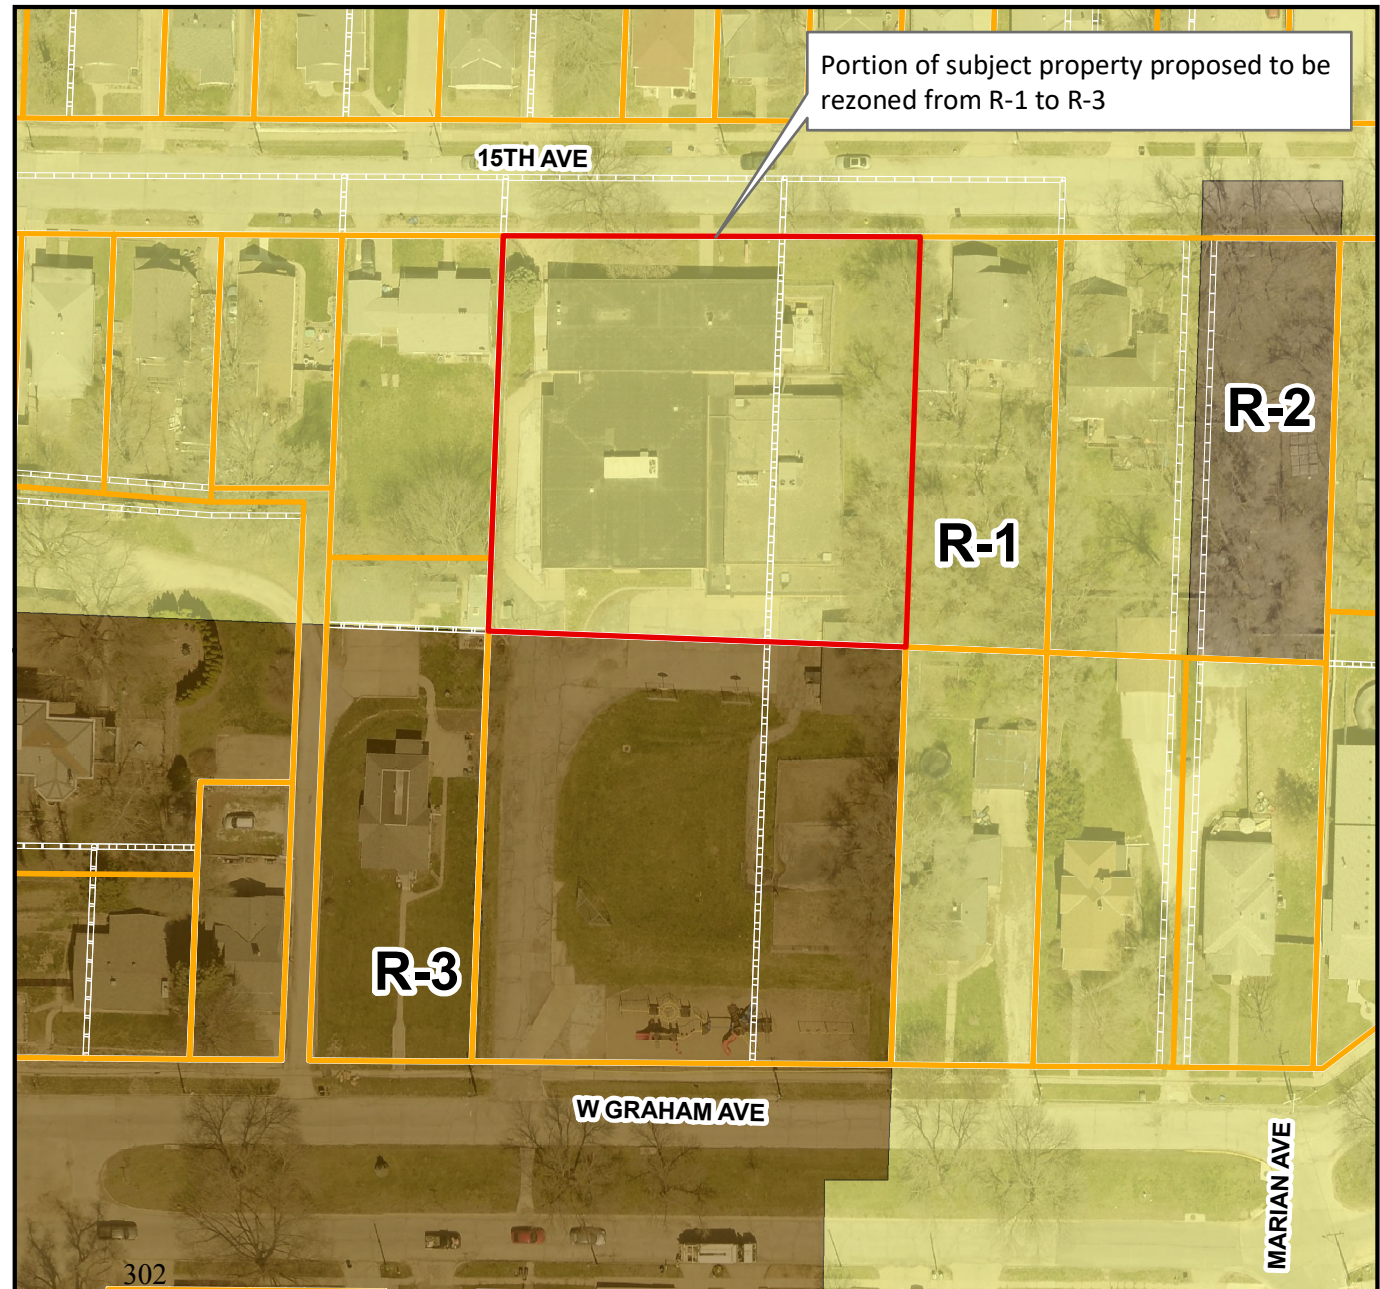 Portion of subject property proposed to be
rezoned from R-1 to R-3
15TH AVE
R-2
R-1
R-3
W GRAHAM AVE
MARIAN AVE
302